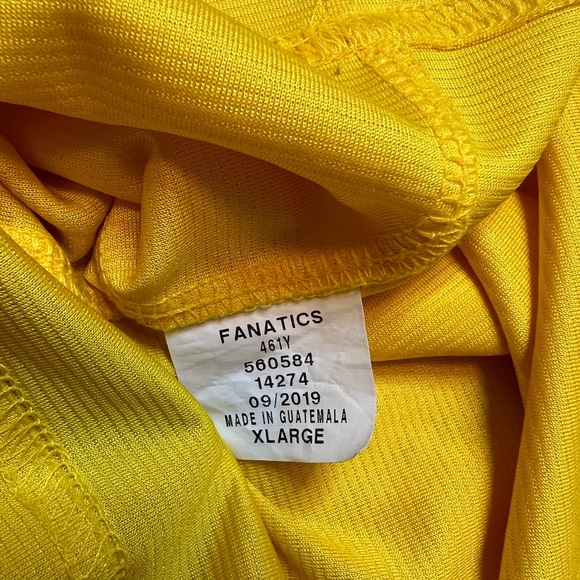 FANATICS
461Y
560584
14274
09/2019
MADE IN GUATEMALA
XLARGE